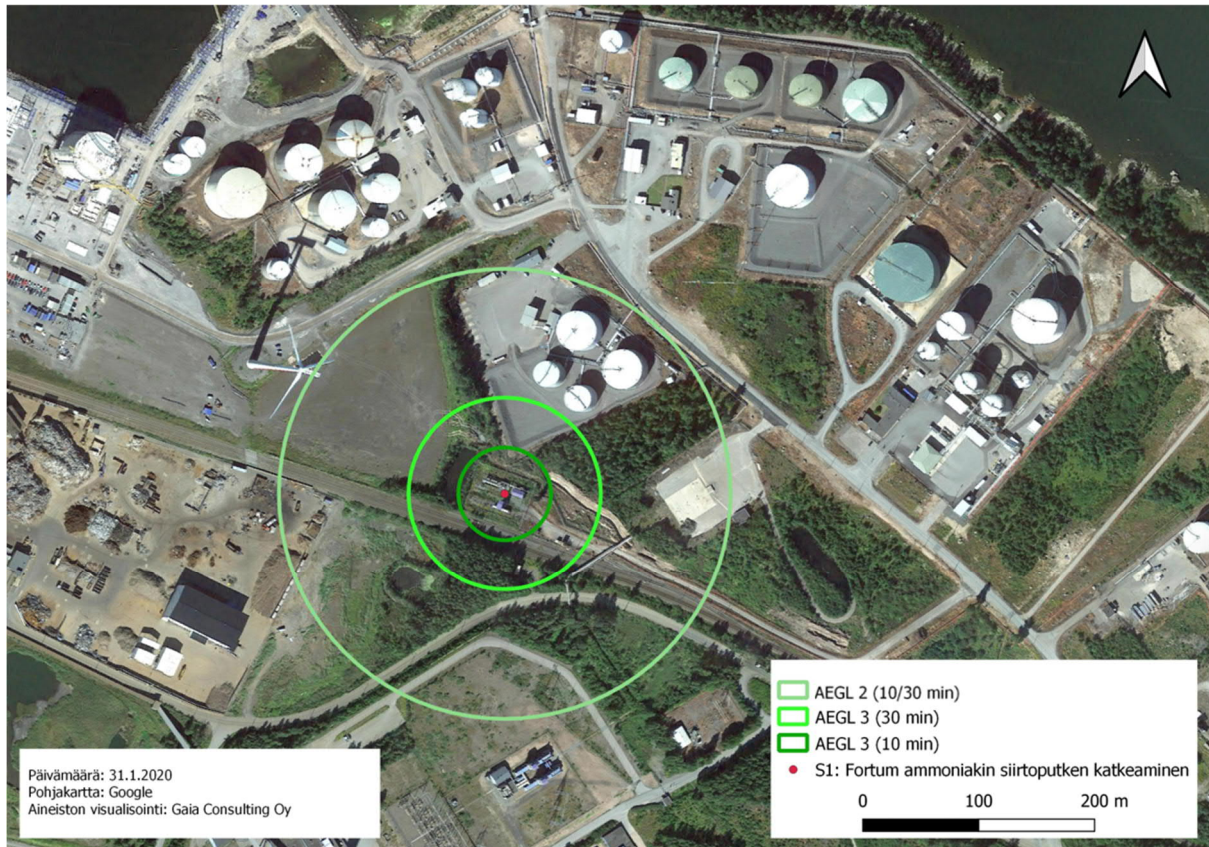 AEGL 2 (10/30 min)
AEGL 3 (30 min)
AEGL 3 (10 min)
S1: Fortum ammoniakin siirtoputken katkeaminen
0 100 200 m
Päivämäärä: 31.1.2020
Pohjakartta: Google
Aineiston visualisointi: Gaia Consulting Oy